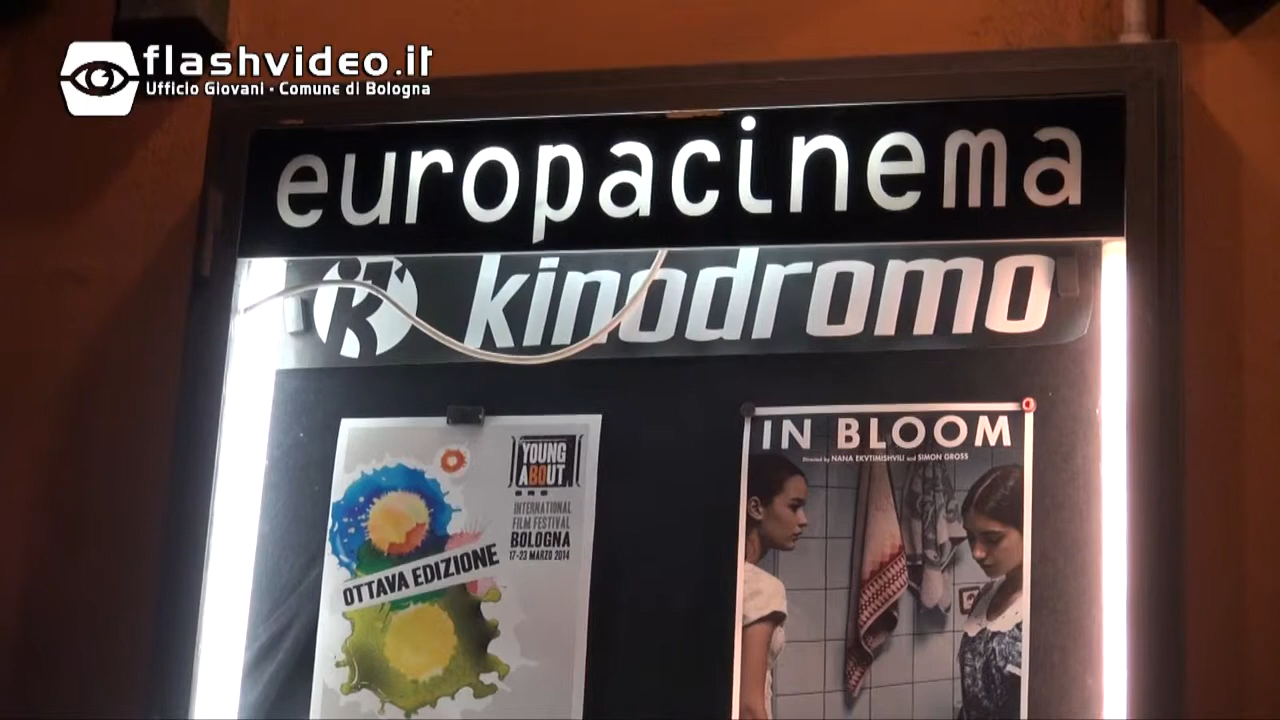 flashvideo.it
Ufficio Giovani - Comune di Bologna
europacinema
k kinodromo
YOUNG
ABOUT
INTERNATIONAL
FILM FESTIVAL
BOLOGNA
17-23 MARZO 2014
OTTAVA EDIZIONE
IN BLOOM
Directed by NANA EKVTIMISHVILI and SIMON GROSS